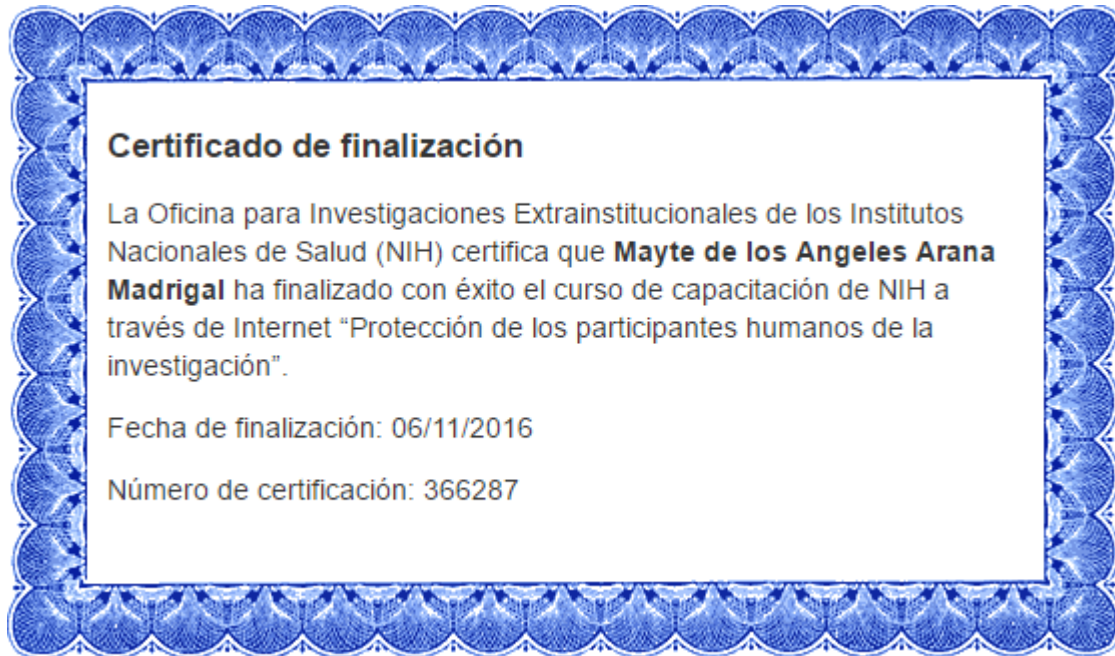 Certificado de finalización
La Oficina para Investigaciones Extrainstitucionales de los Institutos
Nacionales de Salud (NIH) certifica que Mayte de los Angeles Arana
Madrigal ha finalizado con éxito el curso de capacitación de NIH a
través de Internet “Protección de los participantes humanos de la
investigación”.
Fecha de finalización: 06/11/2016
Número de certificación: 366287